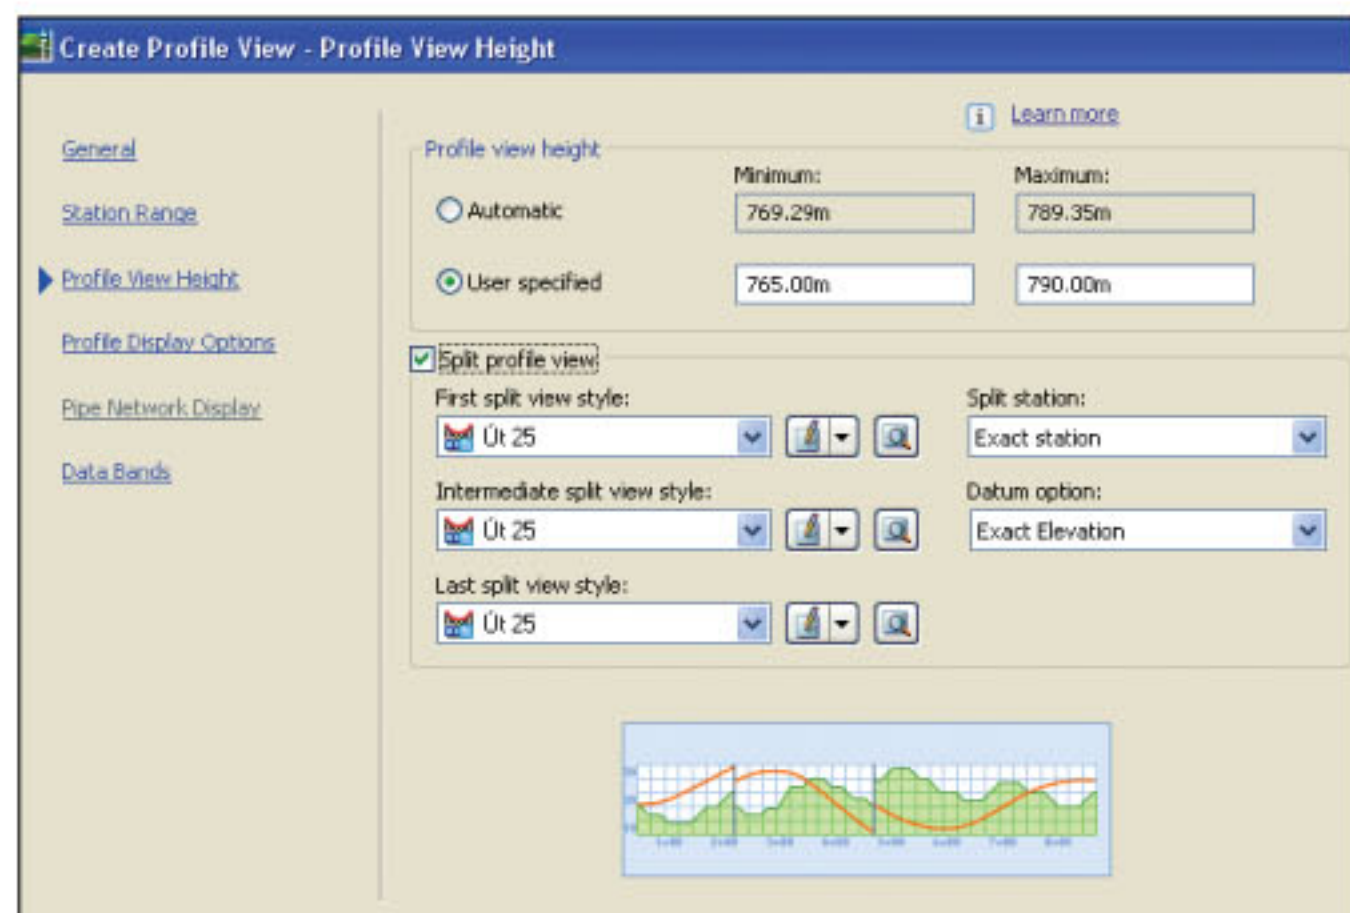 Create Profile View - Profile View Height
Learn more
General
Station Range
Profile View Height
Profile Display Options
Pipe Network Display
Data Bands
Profile view height
Minimum:
Maximum:
Automatic
769.29m
789.35m
User specified
765.00m
790.00m
Split profile view
First split view style:
Split station:
Út 25
Exact station
Intermediate split view style:
Datum option:
Út 25
Exact Elevation
Last split view style:
Út 25